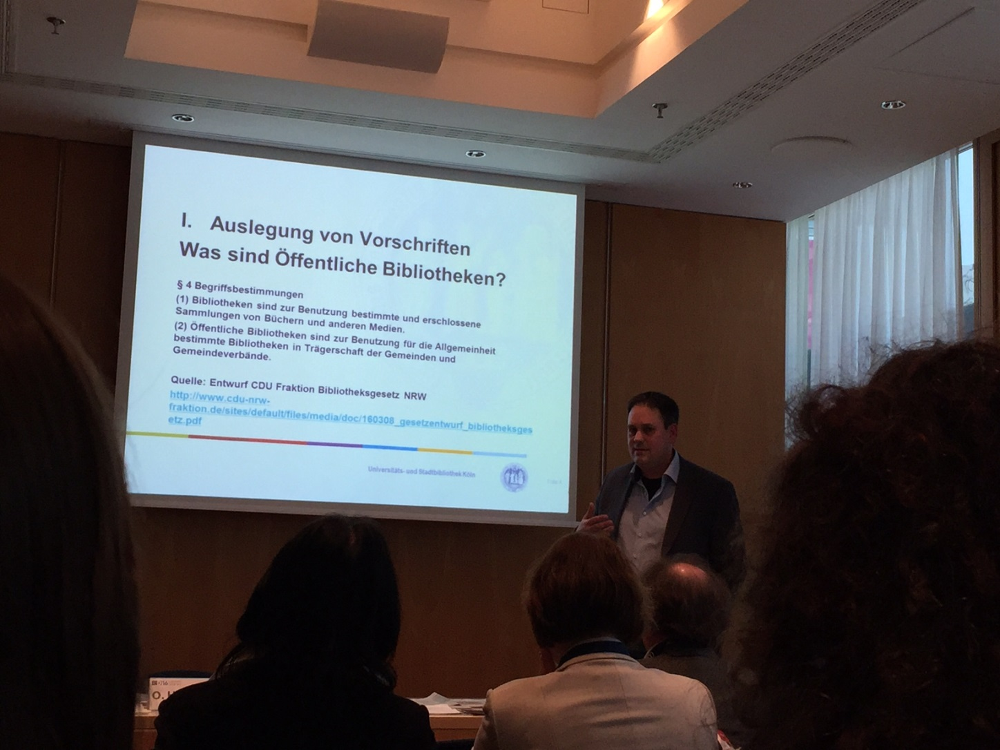 I. Auslegung von Vorschriften
Was sind Öffentliche Bibliotheken?
§ 4 Begriffsbestimmungen
(1) Bibliotheken sind zur Benutzung bestimmte und erschlossene
Sammlungen von Büchern und anderen Medien.
(2) Öffentliche Bibliotheken sind zur Benutzung für die Allgemeinheit
bestimmte Bibliotheken in Trägerschaft der Gemeinden und
Gemeindeverbände.
Quelle: Entwurf CDU Fraktion Bibliotheksgesetz NRW
http://www.cdu-nrw-
fraktion.de/sites/default/files/media/doc/160308_gesetzentwurf_bibliotheksges
etz.pdf
Universitäts- und Stadtbibliothek Köln
O.